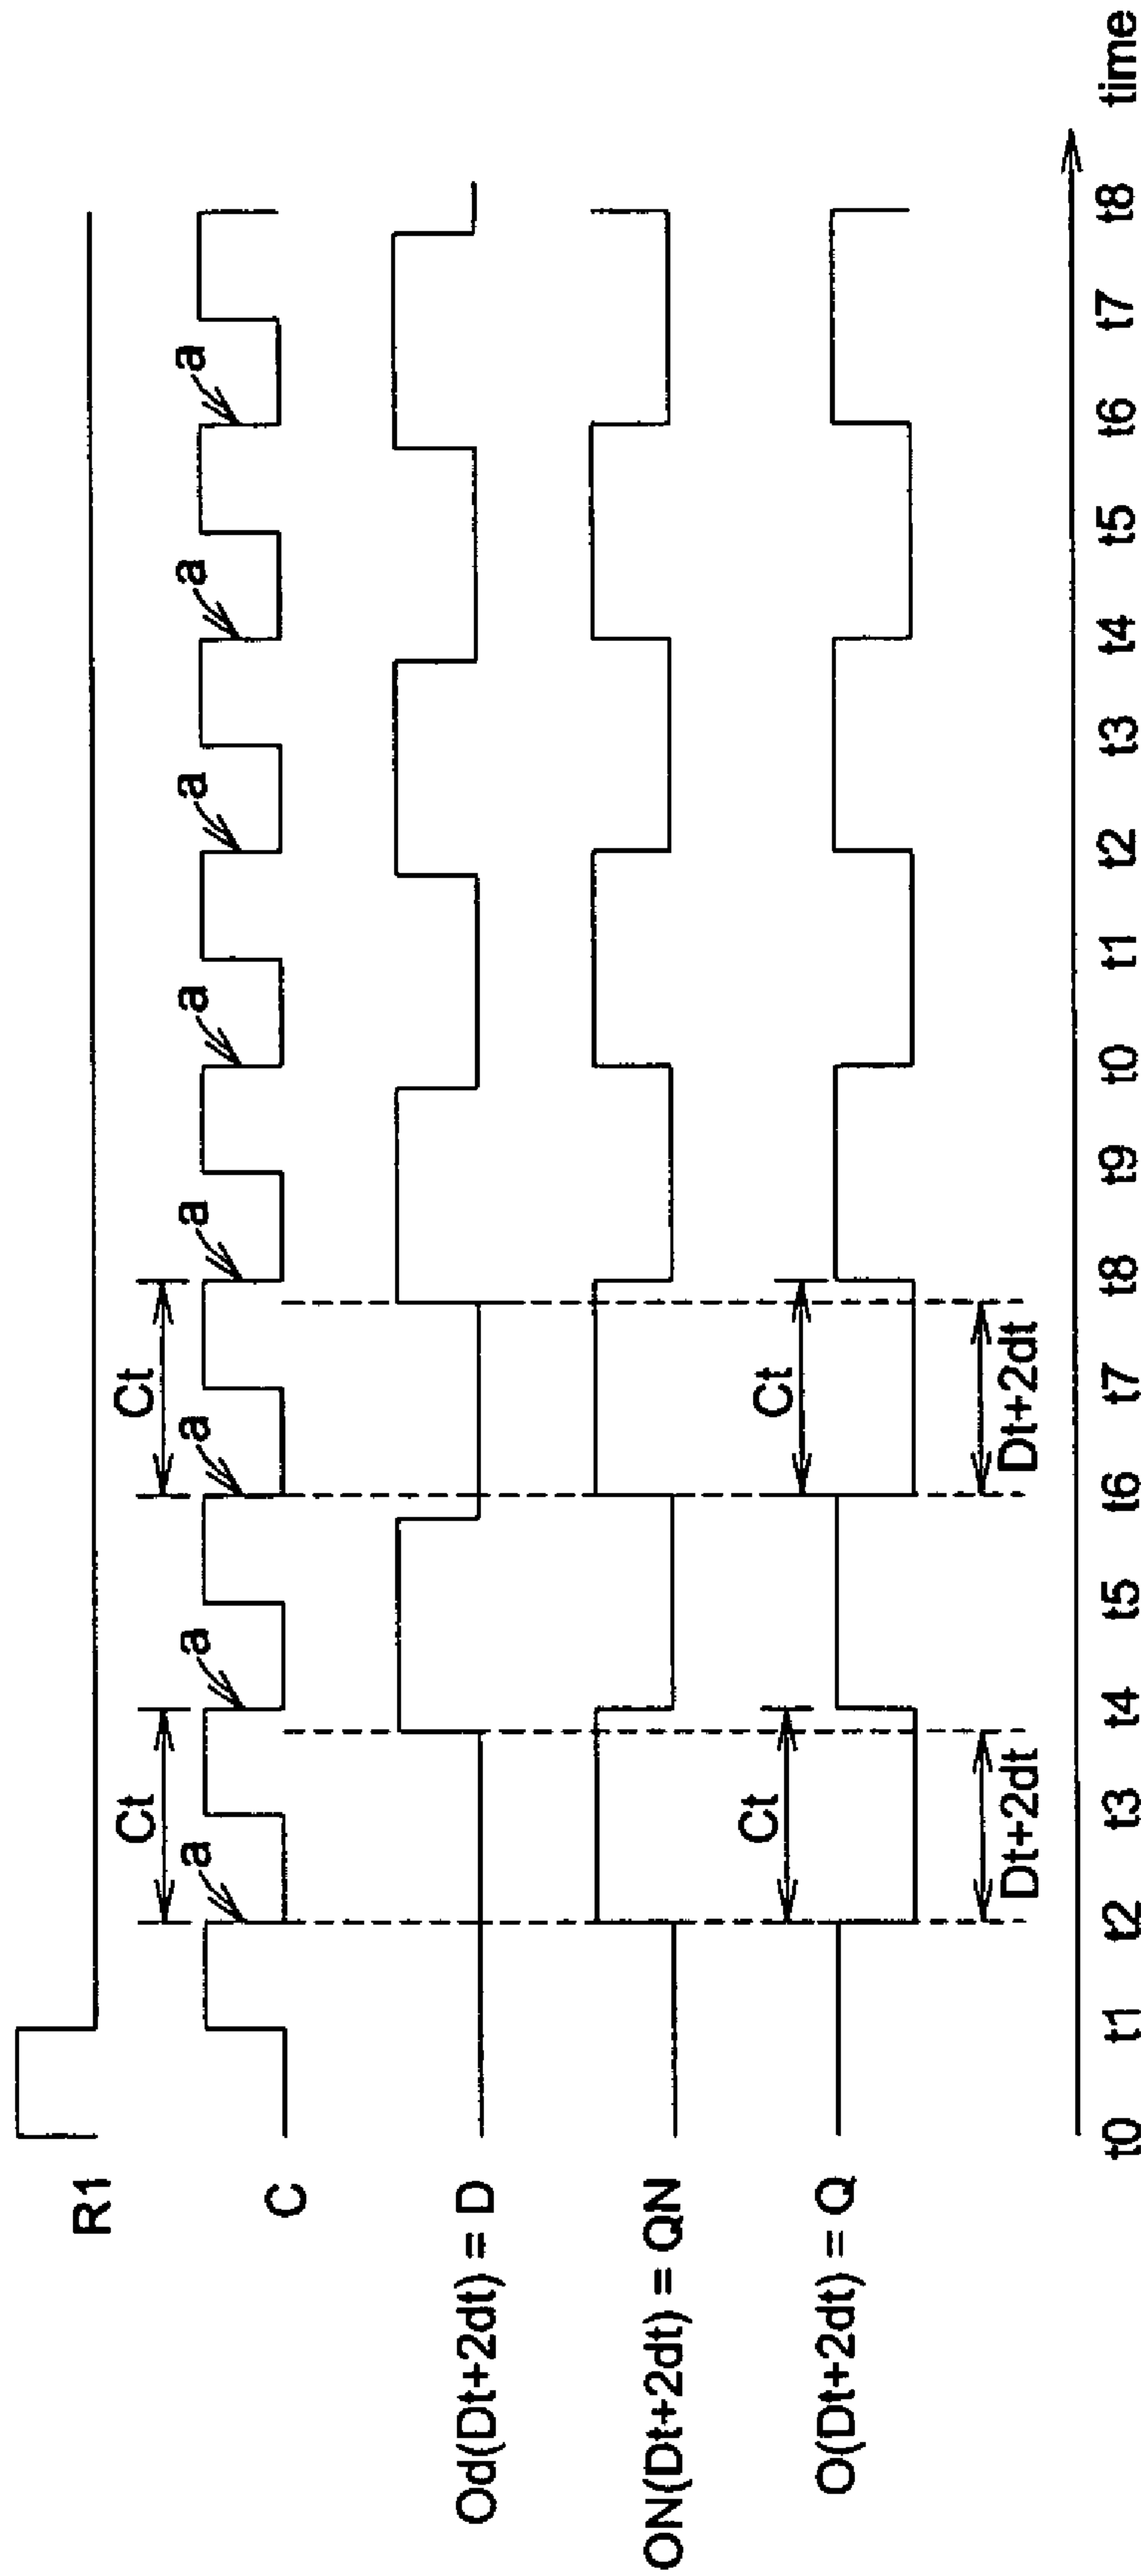 R1
C
Ct
Ct
a
a
a
a
a
a
a
a
Od(Dt+2dt) = D
ON(Dt+2dt) = QN
O(Dt+2dt) = Q
Ct
Ct
Dt+2dt
Dt+2dt
t0 t1 t2 t3 t4 t5 t6 t7 t8 t9 t0 t1 t2 t3 t4 t5 t6 t7 t8 time